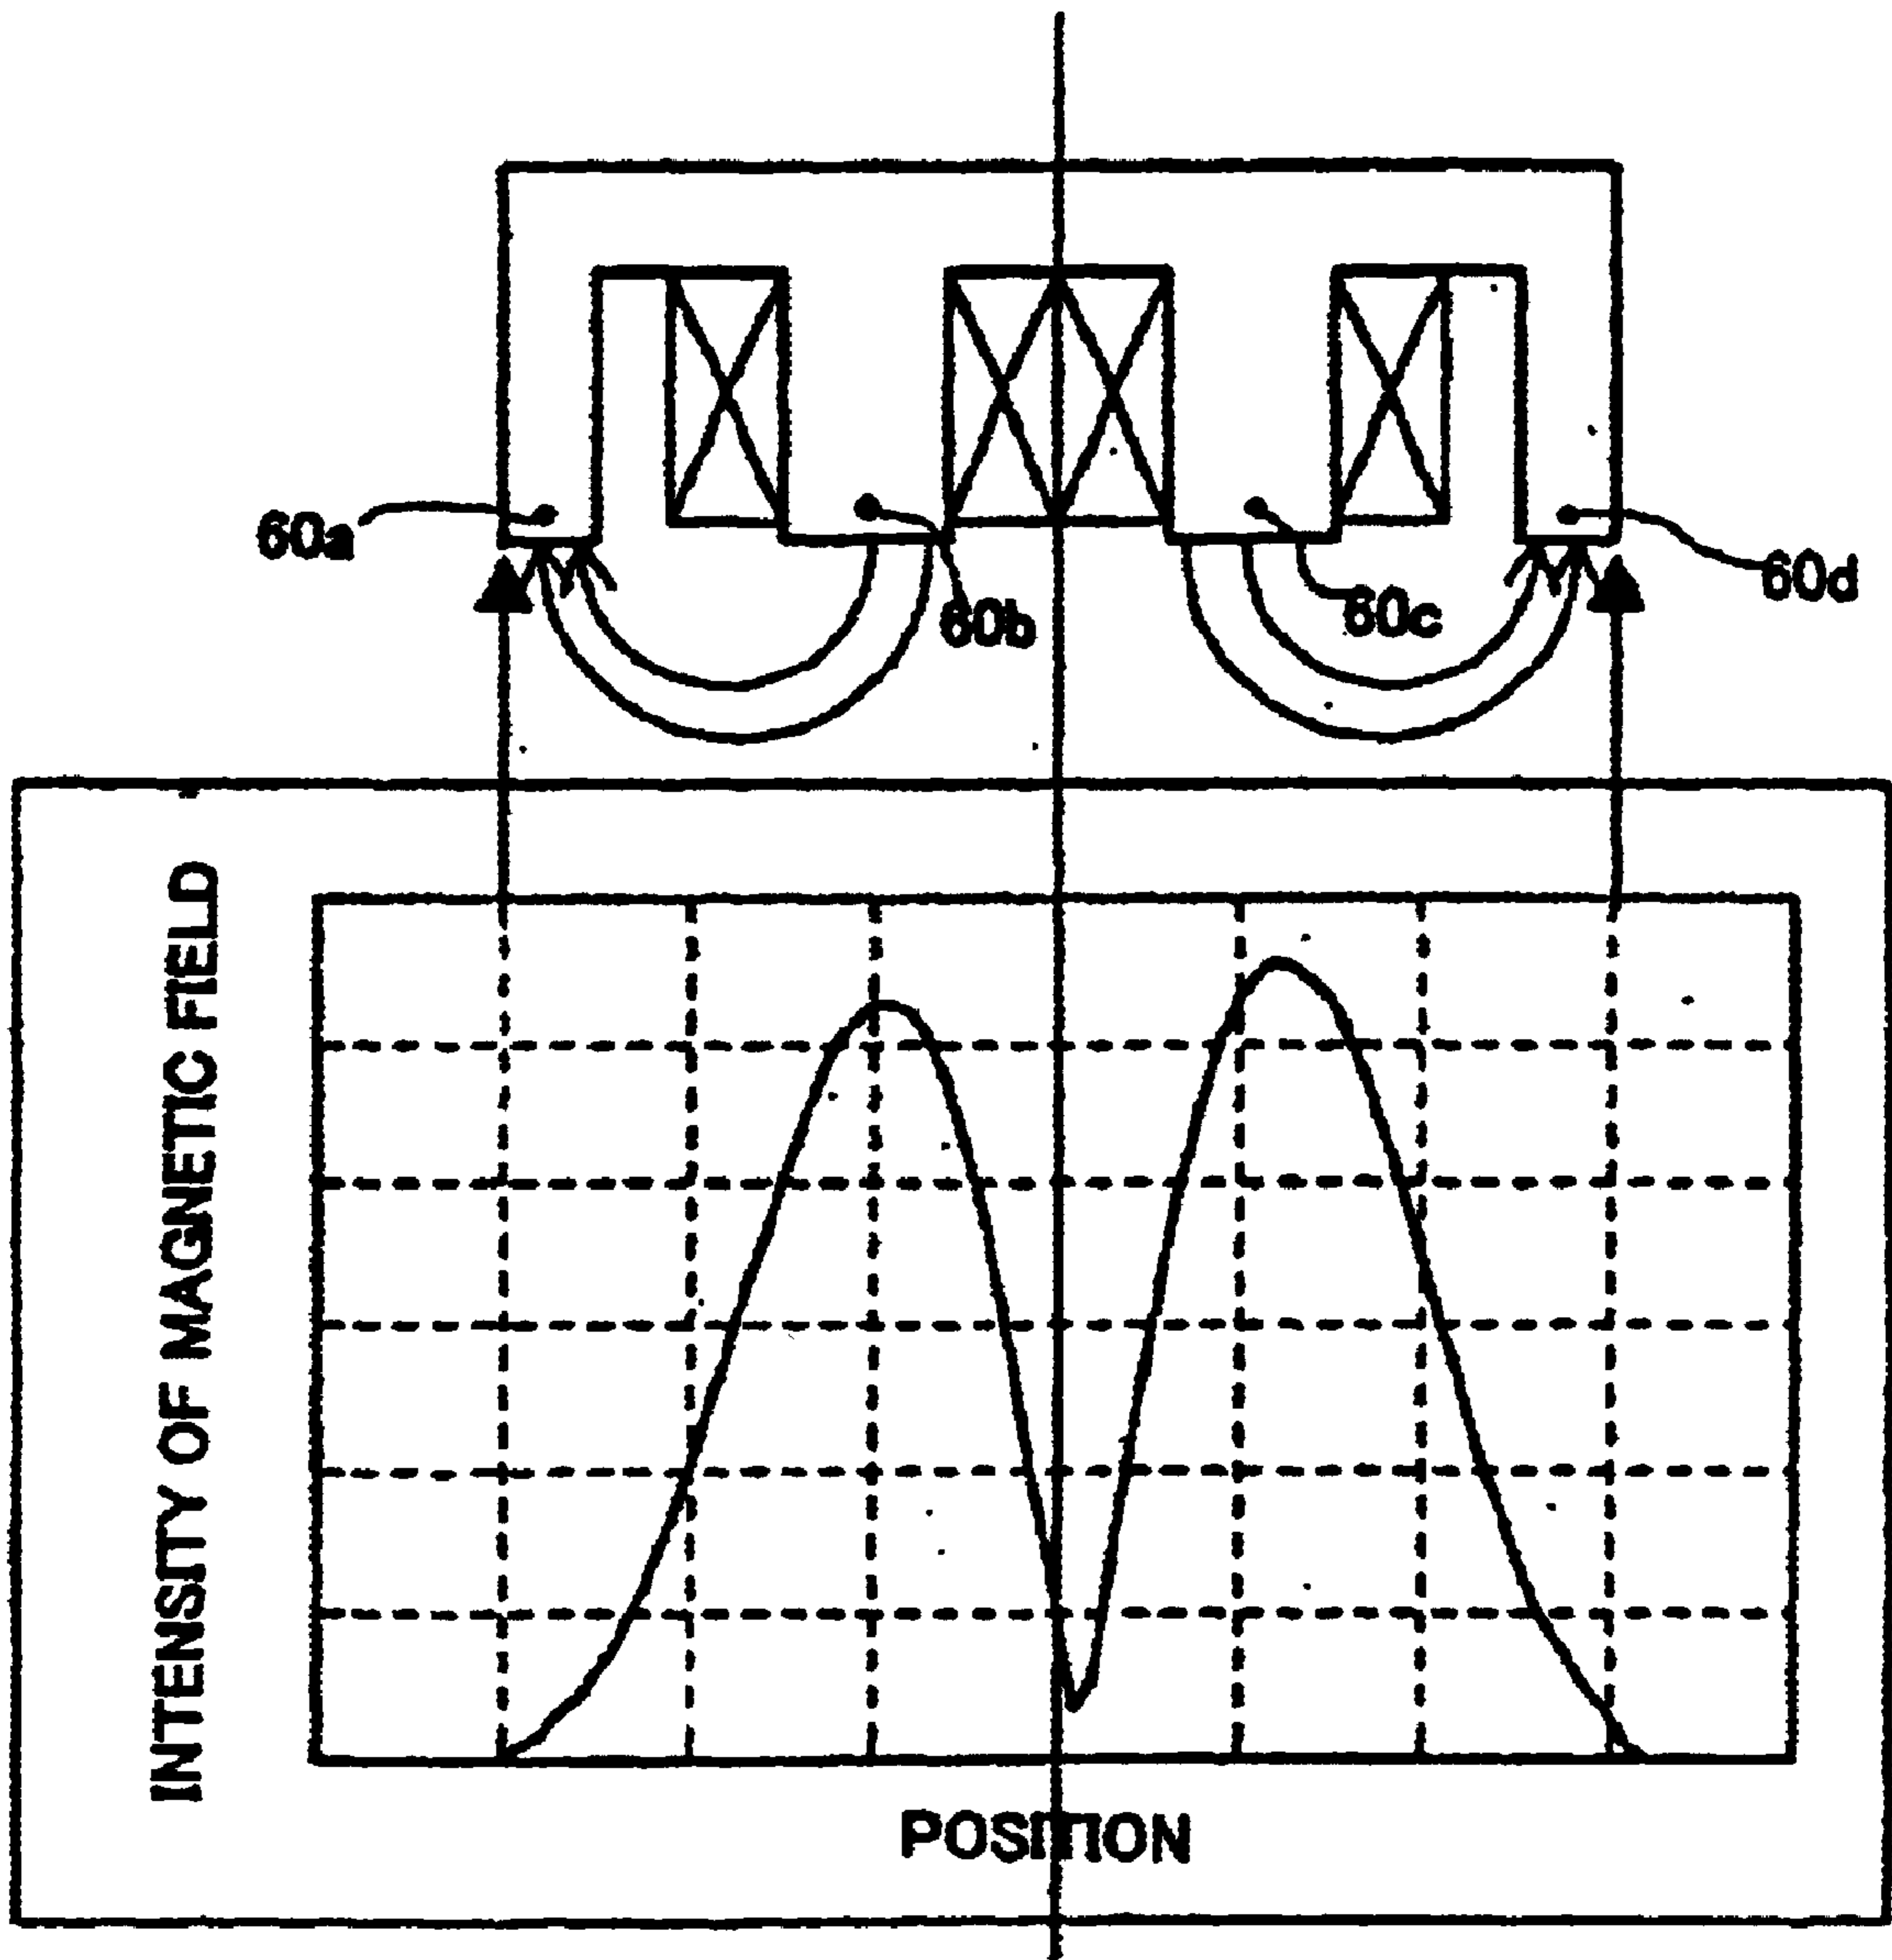 60a
60b
60c
60d
INTENSITY OF MAGNETIC FIELD
POSITION